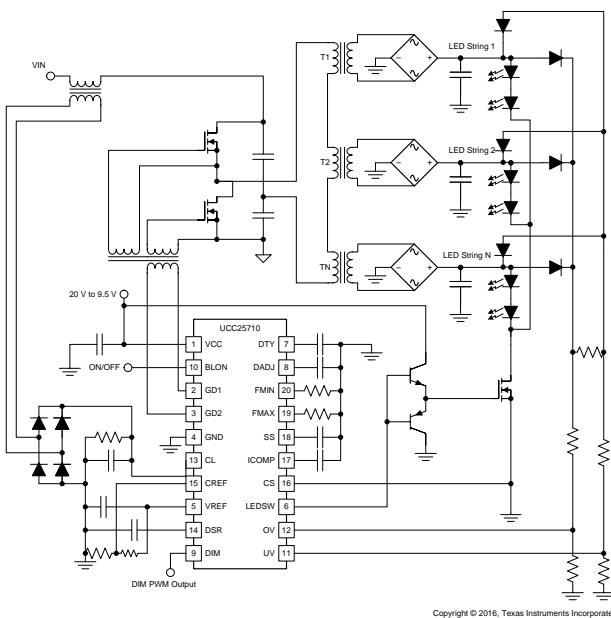 VIN
T1
LED String 1
T2
LED String 2
TN
LED String N
20 V to 9.5 V
UCC25710
1 VCC
DTY 7
ON/OFF
10 BLON
DADJ 8
2 GD1
FMIN 20
3 GD2
FMAX 19
4 GND
SS 18
13 CL
ICOMP 17
15 CREF
CS 16
5 VREF
LEDSW 6
14 DSR
OV 12
9 DIM
UV 11
DIM PWM Output
Copyright © 2016, Texas Instruments Incorporate